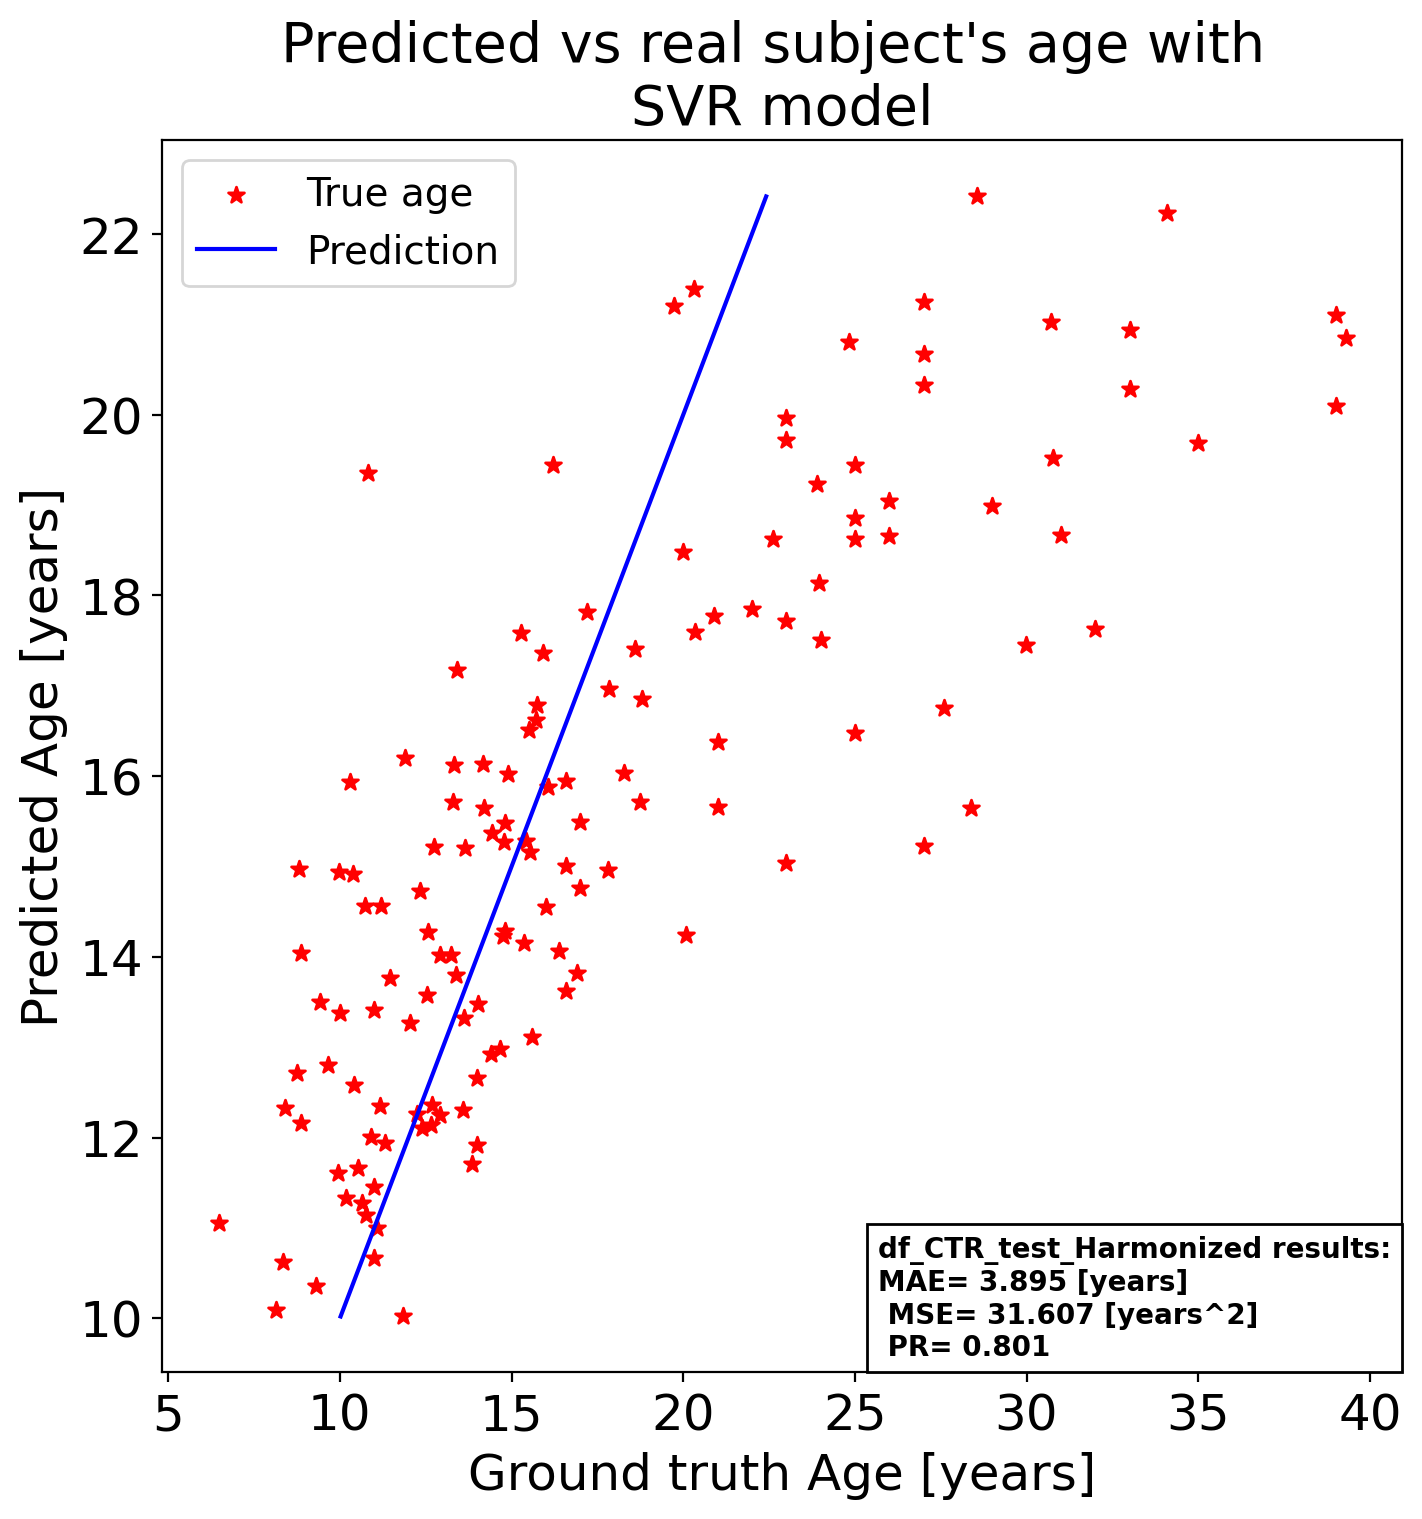 Predicted vs real subject's age with
SVR model
True age
Prediction
Predicted Age [years]
22
20
18
16
14
12
10
df_CTR_test_Harmonized results:
MAE= 3.895 [years]
MSE= 31.607 [years^2]
PR= 0.801
5 10 15 20 25 30 35 40
Ground truth Age [years]